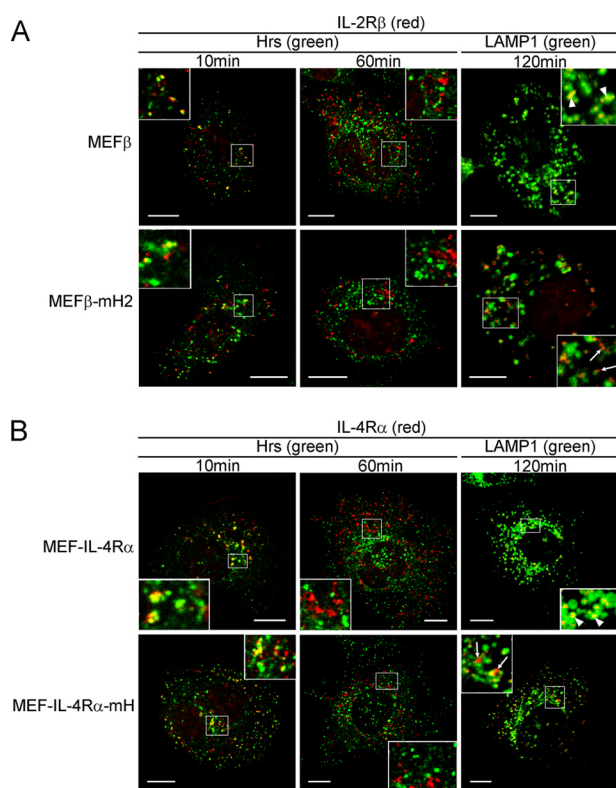 A
IL-2Rβ (red)
Hrs (green) LAMP1 (green)
10min 60min 120min
MEFβ
MEFβ-mH2
B
IL-4Rα (red)
Hrs (green) LAMP1 (green)
10min 60min 120min
MEF-IL-4Rα
MEF-IL-4Rα-mH